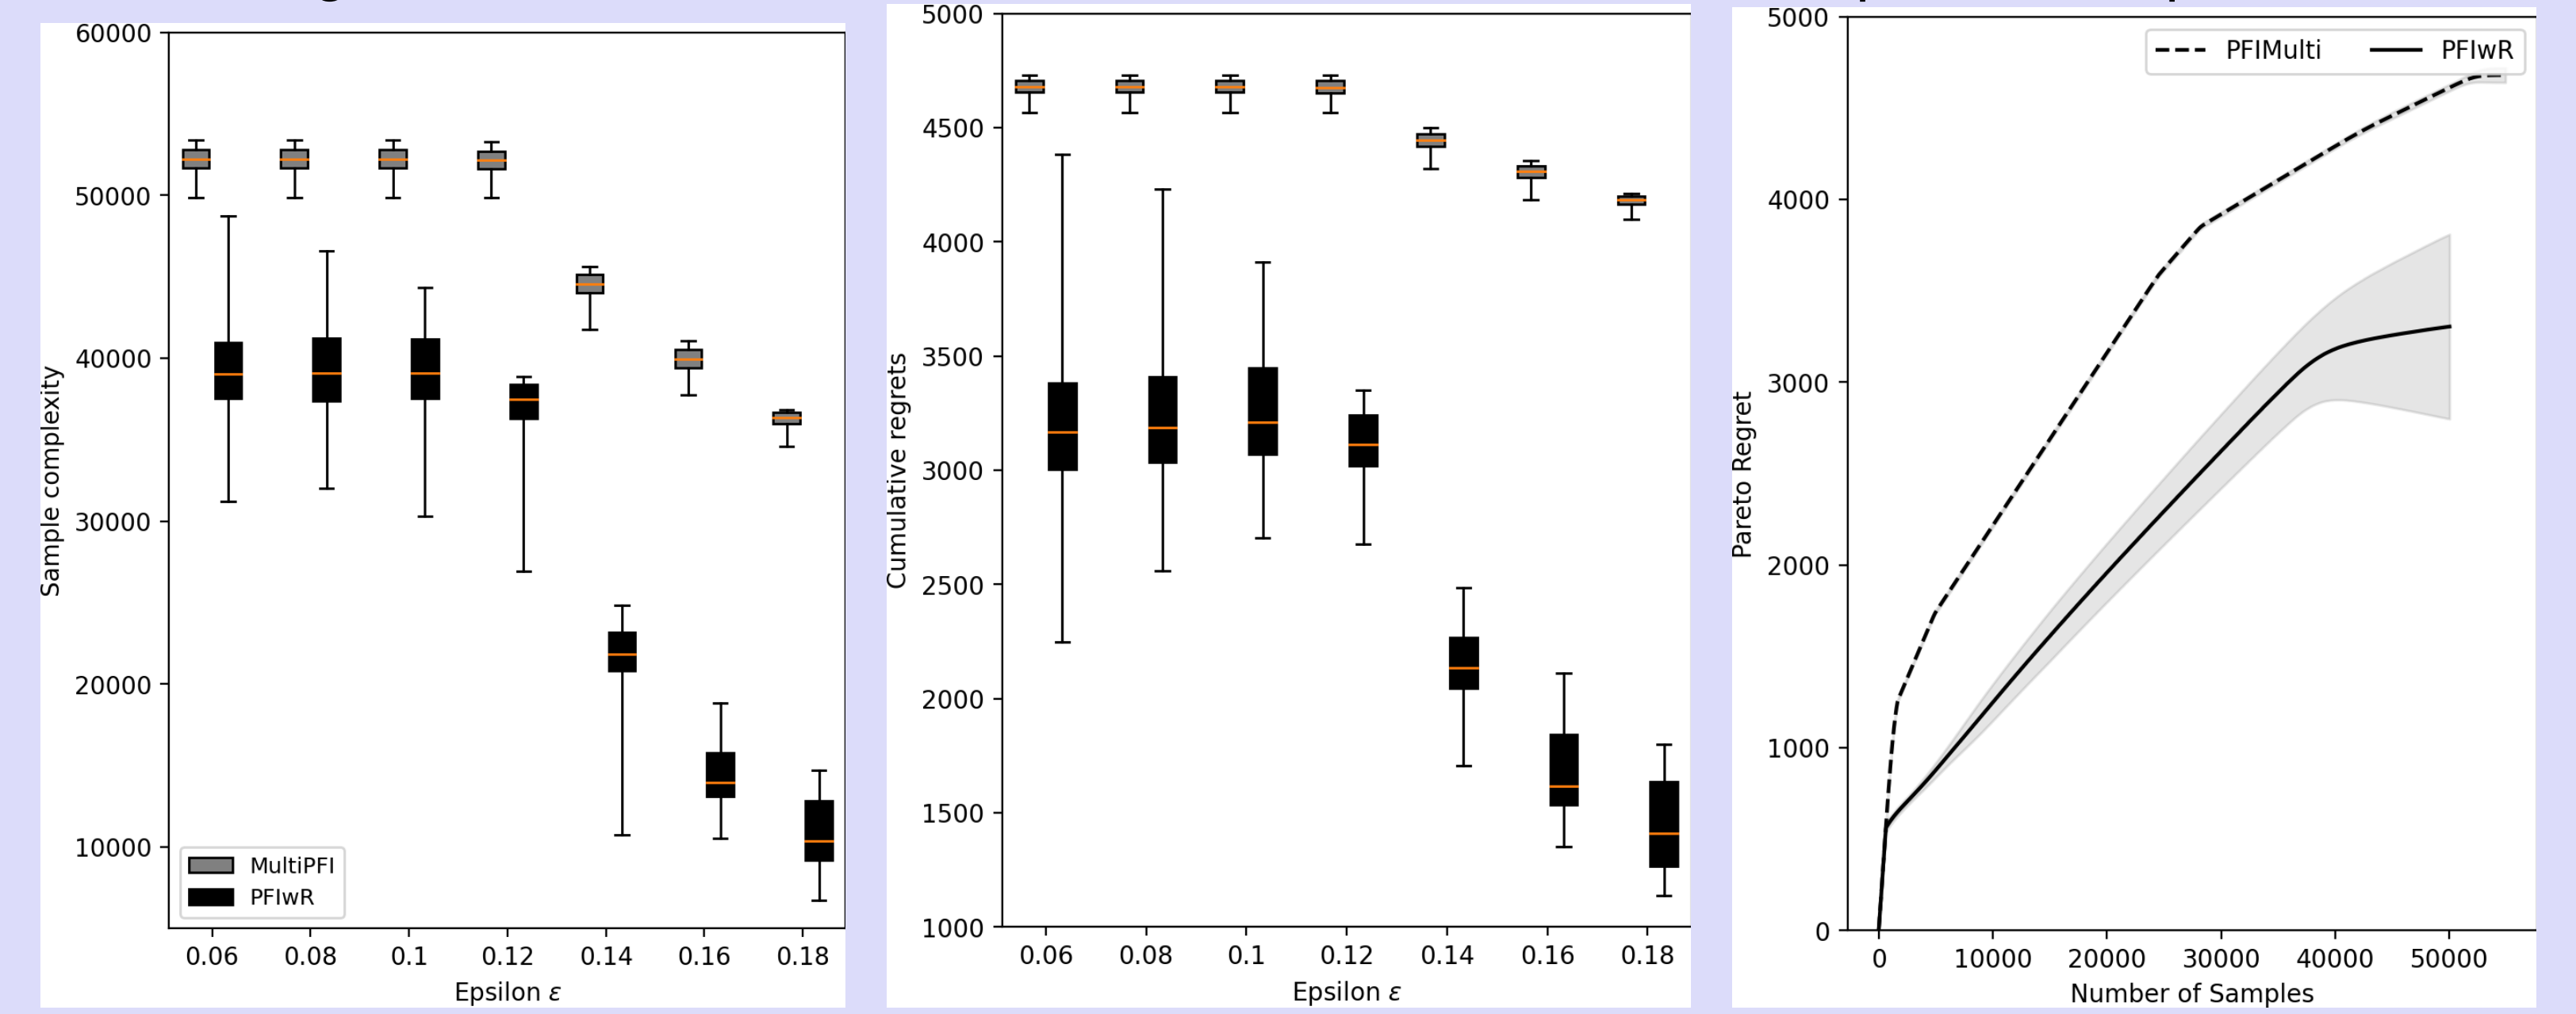 60000
50000
40000
30000
20000
10000
Sample complexity
MultiPFI
PFIwR
0.06 0.08 0.1 0.12 0.14 0.16 0.18
Epsilon ε
5000
4500
4000
3500
3000
2500
2000
1500
1000
Cumulative regrets
0.06 0.08 0.1 0.12 0.14 0.16 0.18
Epsilon ε
5000
4000
3000
2000
1000
0
Pareto Regret
PFIMulti PFIwR
0 10000 20000 30000 40000 50000
Number of Samples